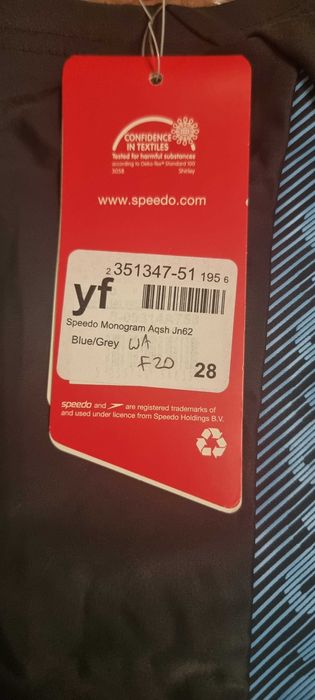 CONFIDENCE
IN TEXTILES
Tested for harmful substances
according to Oeko-Tex® Standard 100
3058 Shirley
www.speedo.com
2 351347-51 195 6
yf
Speedo Monogram Aqsh Jn62
Blue/Grey WA
F20 28
speedo and are registered trademarks of
and used under licence from Speedo Holdings B.V.